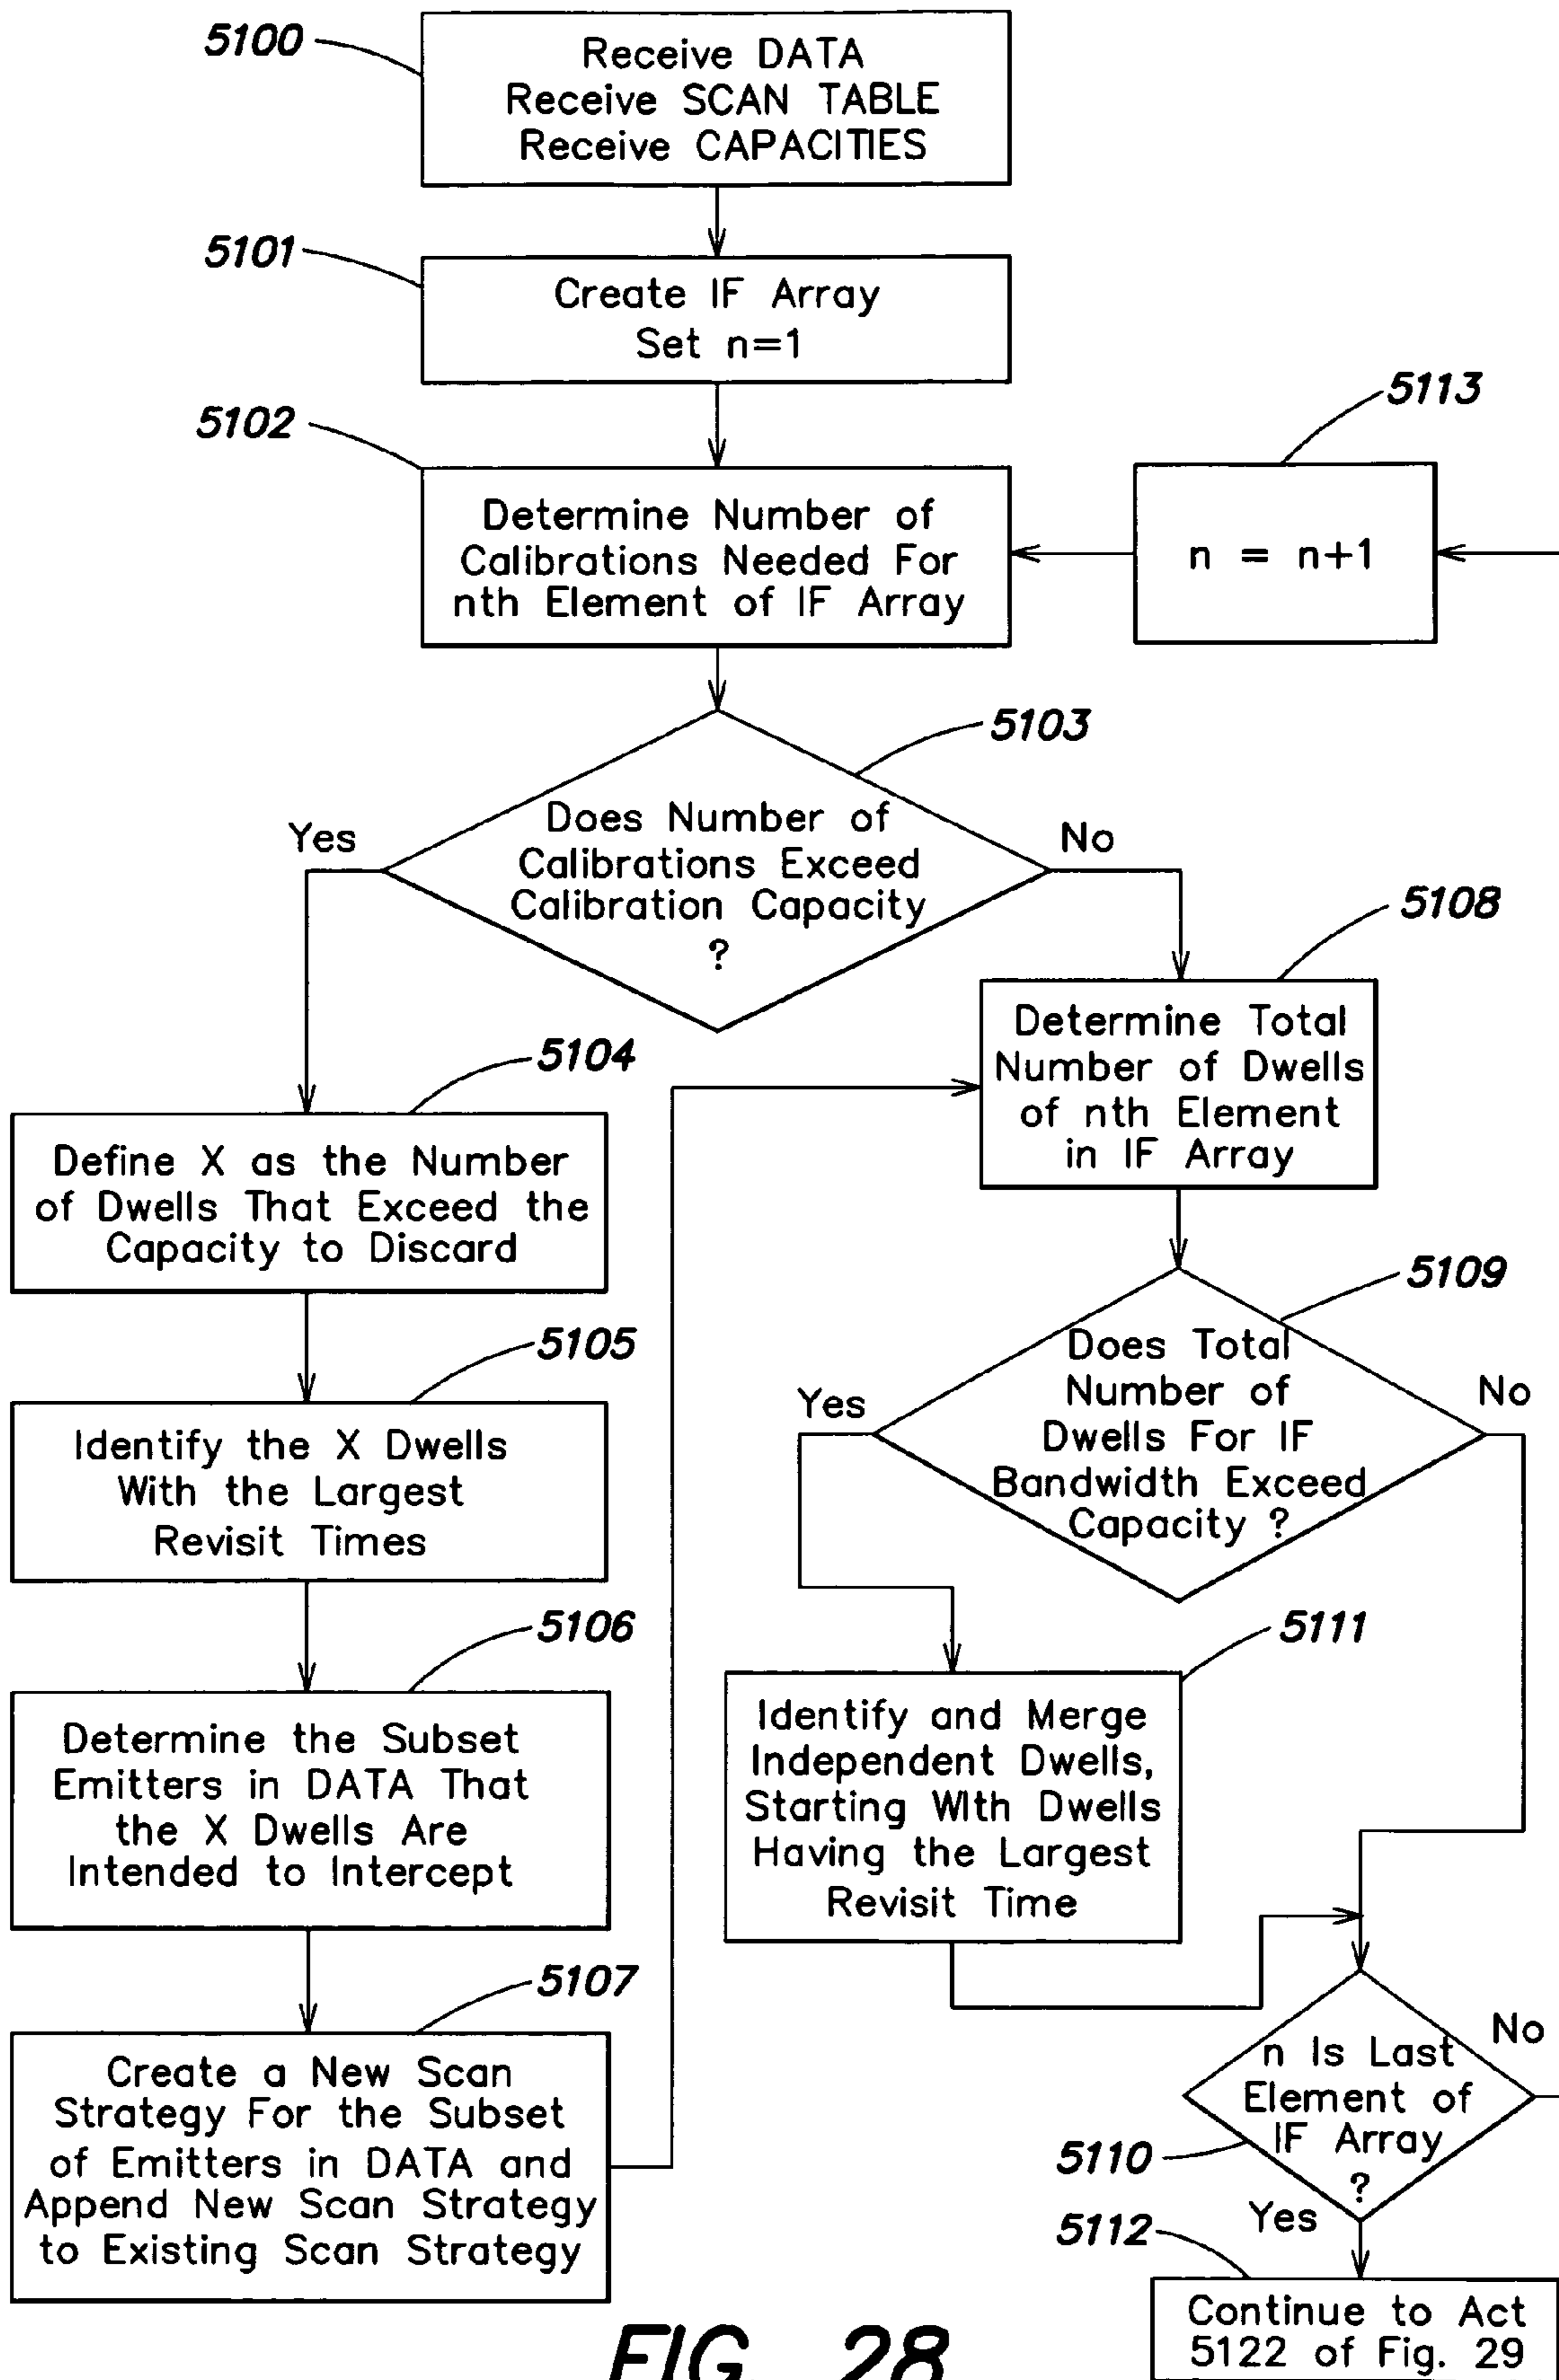 5100
Receive DATA
Receive SCAN TABLE
Receive CAPACITIES
5101
Create IF Array
Set n=1
5102
Determine Number of
Calibrations Needed For
nth Element of IF Array
5113
n = n+1
5103
Does Number of
Calibrations Exceed
Calibration Capacity
?
Yes
No
5104
Define X as the Number
of Dwells That Exceed the
Capacity to Discard
5105
Identify the X Dwells
With the Largest
Revisit Times
5106
Determine the Subset
Emitters in DATA That
the X Dwells Are
Intended to Intercept
5107
Create a New Scan
Strategy For the Subset
of Emitters in DATA and
Append New Scan Strategy
to Existing Scan Strategy
5108
Determine Total
Number of Dwells
of nth Element
in IF Array
5109
Does Total
Number of
Dwells For IF
Bandwidth Exceed
Capacity ?
Yes
No
5111
Identify and Merge
Independent Dwells,
Starting WIth Dwells
Having the Largest
Revisit Time
5110
n Is Last
Element of
IF Array
?
No
Yes
5112
Continue to Act
5122 of Fig. 29
FIG. 28